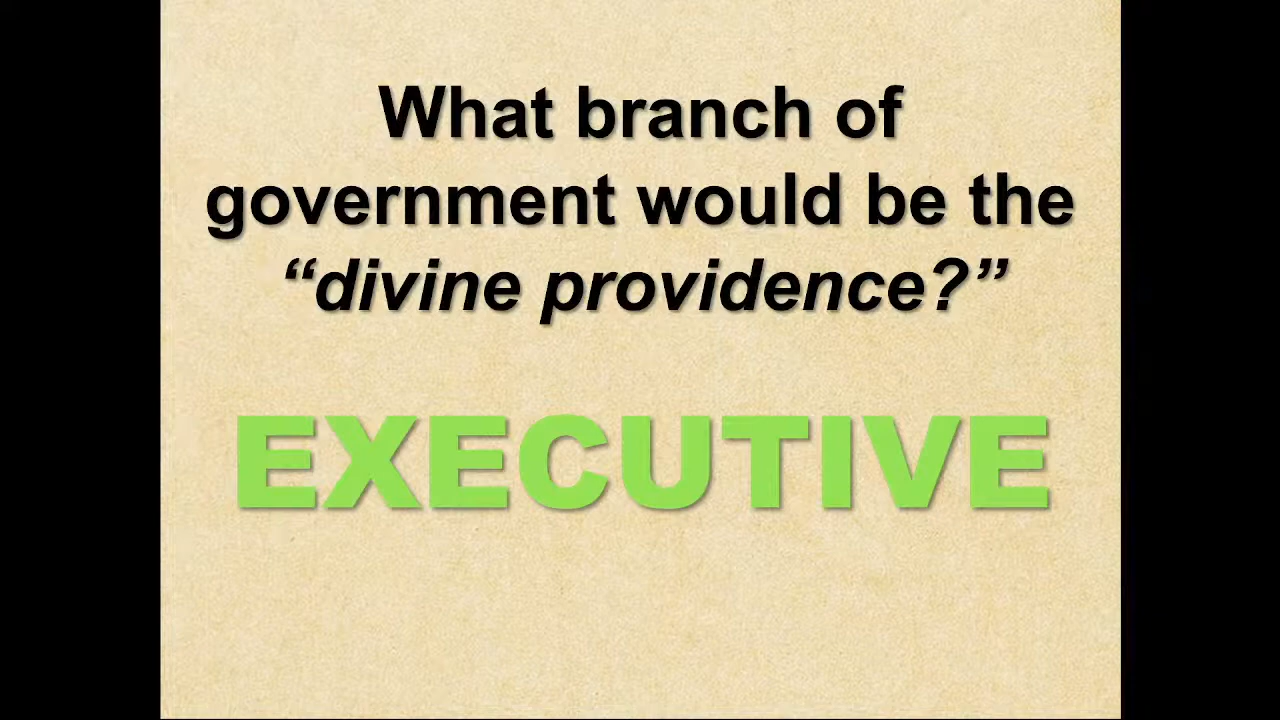 What branch of
government would be the
“divine providence?”
EXECUTIVE